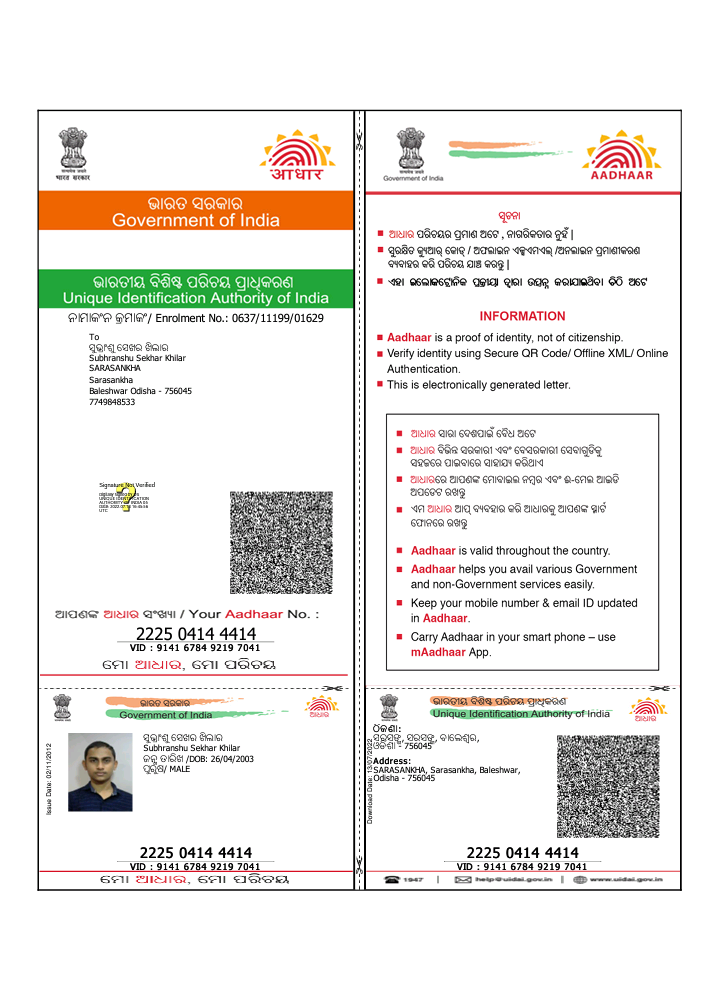 भारत सरकार
आधार
ଭାରତ ସରକାର
Government of India
ଭାରତୀୟ ବିଶିଷ୍ଟ ପରିଚୟ ପ୍ରାଧିକରଣ
Unique Identification Authority of India
ନାମାକଂନ କ୍ରମାକଂ/ Enrolment No.: 0637/11199/01629
To
ସୁଭ୍ରାଂଶୁ ସେଖର ଖିଲାର
Subhranshu Sekhar Khilar
SARASANKHA
Sarasankha
Baleshwar Odisha - 756045
7749848533
Signature Not Verified
ଆପଣଙ୍କ ଆଧାର ସଂଖ୍ୟା / Your Aadhaar No. :
2225 0414 4414
VID : 9141 6784 9219 7041
ମୋ ଆଧାର, ମୋ ପରିଚୟ
ଭାରତ ସରକାର
Government of India
ଆଧାର
Issue Date: 02/11/2012
ସୁଭ୍ରାଂଶୁ ସେଖର ଖିଲାର
Subhranshu Sekhar Khilar
ଜନ୍ମ ତାରିଖ /DOB: 26/04/2003
ପୁରୁଷ/ MALE
2225 0414 4414
VID : 9141 6784 9219 7041
ମୋ ଆଧାର, ମୋ ପରିଚୟ
Government of India
AADHAAR
ସୂଚନା
ଆଧାର ପରିଚୟର ପ୍ରମାଣ ଅଟେ , ନାଗରିକତାର ନୁହଁ |
ସୁରକ୍ଷିତ କ୍ୟୁଆର୍ କୋଡ୍ / ଅଫଲାଇନ ଏକ୍ସଏମଏଲ୍ /ଅନଲାଇନ ପ୍ରମାଣୀକରଣ
ବ୍ୟବହାର କରି ପରିଚୟ ଯାଞ୍ଚ କରନ୍ତୁ |
ଏହା ଇଲେକଟ୍ରୋନିକ ପ୍ରକ୍ରୀୟା ଦ୍ୱାରା ଉତ୍ପନ୍ନ କରାଯାଇଥିବା ଚିଠି ଅଟେ
INFORMATION
Aadhaar is a proof of identity, not of citizenship.
Verify identity using Secure QR Code/ Offline XML/ Online
Authentication.
This is electronically generated letter.
ଆଧାର ସାରା ଦେଶପାଇଁ ବୈଧ ଅଟେ
ଆଧାର ବିଭିନ୍ନ ସରକାରୀ ଏବଂ ବେସରକାରୀ ସେବାଗୁଡିକୁ
ସହଜରେ ପାଇବାରେ ସାହାଯ୍ୟ କରିଥାଏ
ଆଧାରରେ ଆପଣଙ୍କ ମୋବାଇଲ ନମ୍ବର ଏବଂ ଈ-ମେଲ ଆଇଡି
ଅପଡେଟ ରଖନ୍ତୁ
ଏମ ଆଧାର ଆପ୍ ବ୍ୟବହାର କରି ଆଧାରକୁ ଆପଣଙ୍କ ସ୍ମାର୍ଟ
ଫୋନରେ ରଖନ୍ତୁ
Aadhaar is valid throughout the country.
Aadhaar helps you avail various Government
and non-Government services easily.
Keep your mobile number & email ID updated
in Aadhaar.
Carry Aadhaar in your smart phone – use
mAadhaar App.
ଭାରତୀୟ ବିଶିଷ୍ଟ ପରିଚୟ ପ୍ରାଧିକରଣ
Unique Identification Authority of India
ଆଧାର
Download Date: 13/07/2022
ଠିକଣା:
ସରସଙ୍ଖ, ସରସଙ୍ଖ, ବାଲେଶ୍ୱର,
ଓଡିଶା - 756045
Address:
SARASANKHA, Sarasankha, Baleshwar,
Odisha - 756045
2225 0414 4414
VID : 9141 6784 9219 7041
1947 | help@uidai.gov.in | www.uidai.gov.in